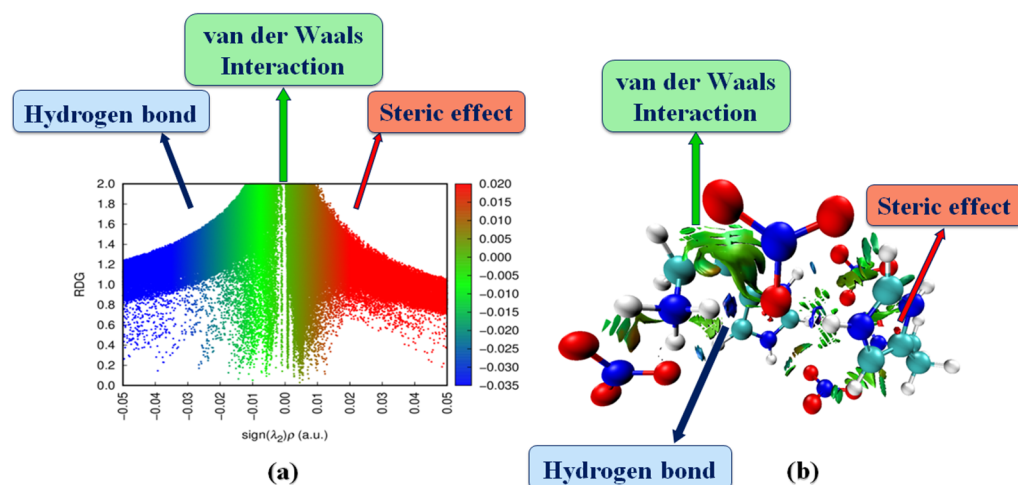 van der Waals
Interaction
Hydrogen bond
Steric effect
2.0
1.8
1.6
1.4
1.2
1.0
0.8
0.6
0.4
0.2
0.0
RDG
-0.05
-0.04
-0.03
-0.02
-0.01
0.00
0.01
0.02
0.03
0.04
0.05
sign(λ₂)ρ (a.u.)
0.020
0.015
0.010
0.005
0.000
−0.005
−0.010
−0.015
−0.020
−0.025
−0.030
−0.035
(a)
van der Waals
Interaction
Steric effect
Hydrogen bond
(b)